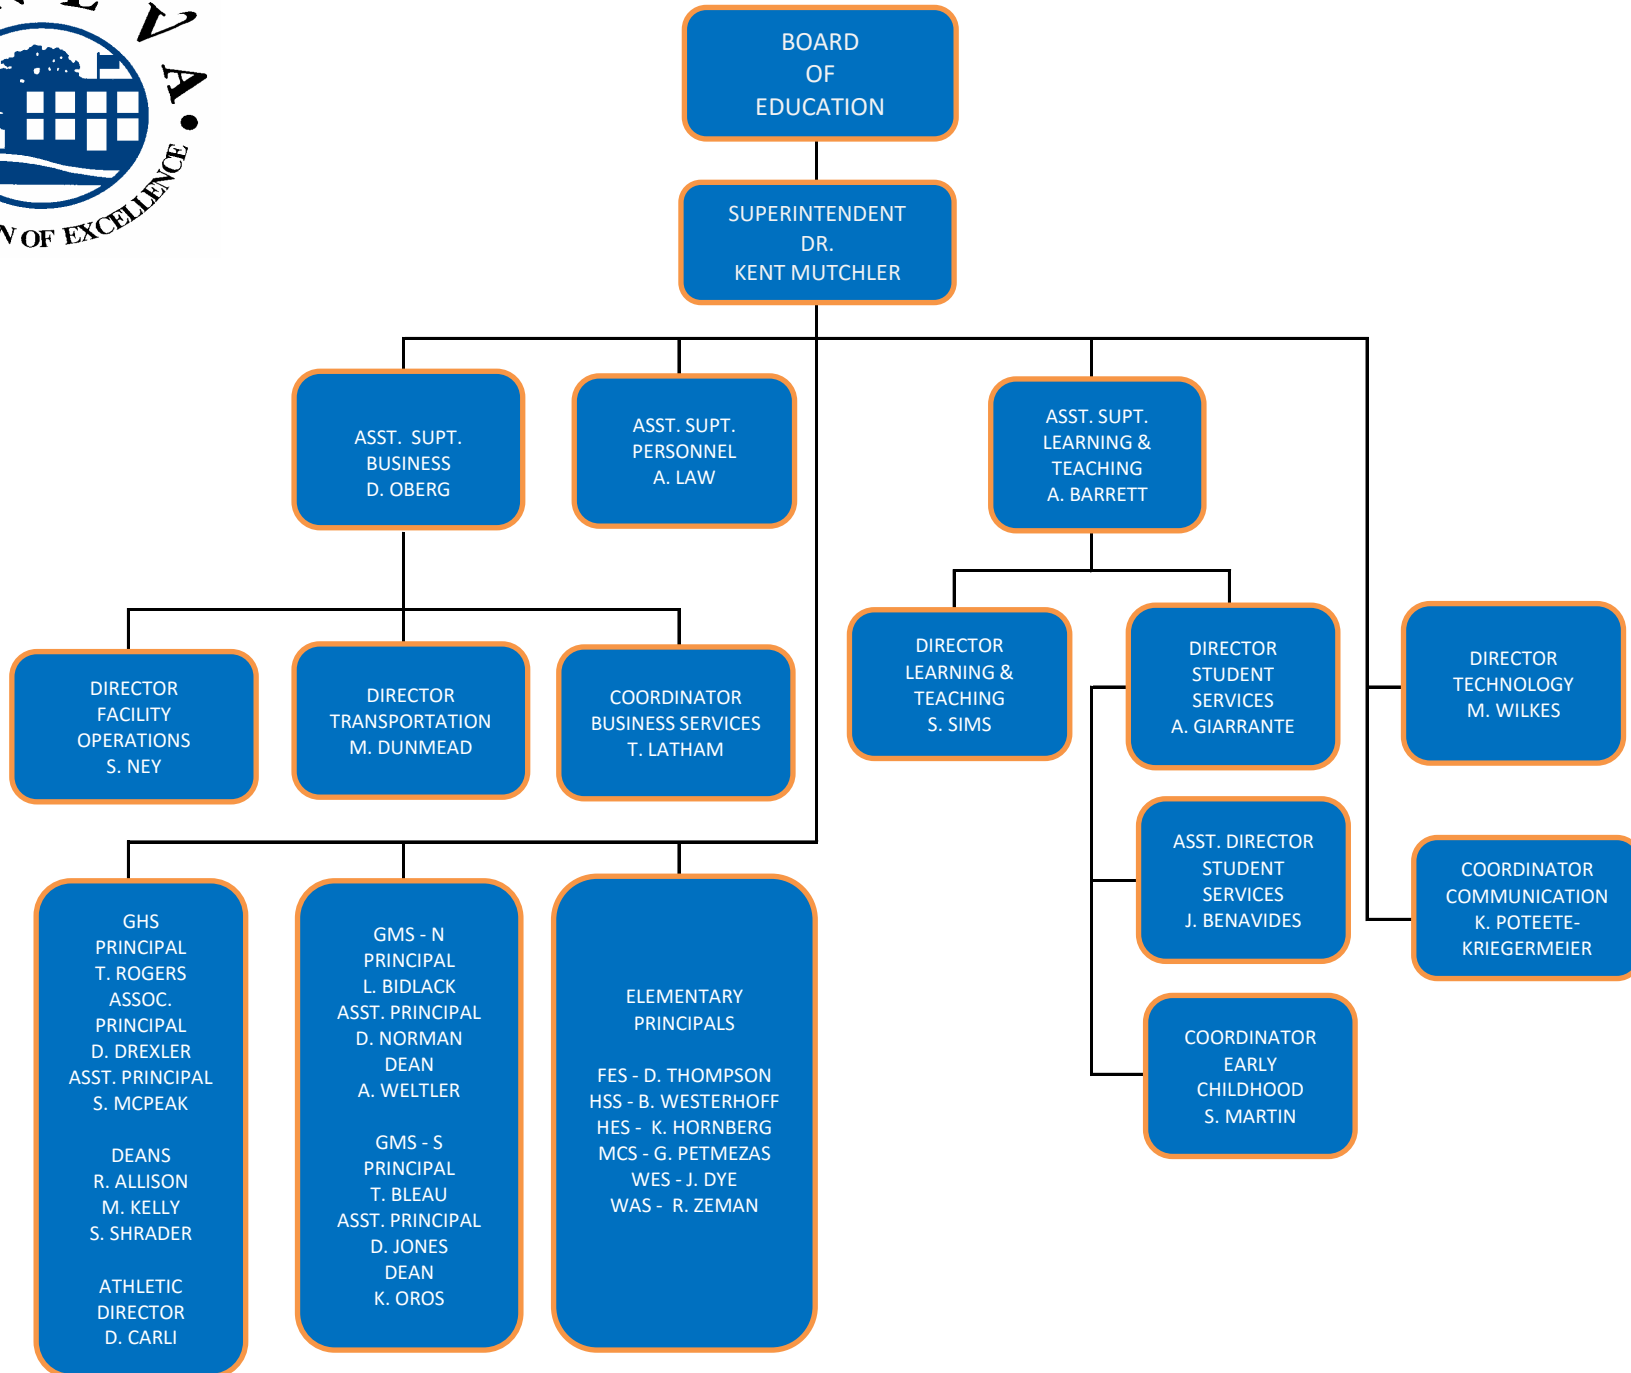 N E V A •
N OF EXCELLENCE
BOARD
OF
EDUCATION
SUPERINTENDENT
DR.
KENT MUTCHLER
ASST. SUPT.
BUSINESS
D. OBERG
ASST. SUPT.
PERSONNEL
A. LAW
ASST. SUPT.
LEARNING &
TEACHING
A. BARRETT
DIRECTOR
FACILITY
OPERATIONS
S. NEY
DIRECTOR
TRANSPORTATION
M. DUNMEAD
COORDINATOR
BUSINESS SERVICES
T. LATHAM
DIRECTOR
LEARNING &
TEACHING
S. SIMS
DIRECTOR
STUDENT
SERVICES
A. GIARRANTE
DIRECTOR
TECHNOLOGY
M. WILKES
ASST. DIRECTOR
STUDENT
SERVICES
J. BENAVIDES
COORDINATOR
COMMUNICATION
K. POTEETE-
KRIEGERMEIER
COORDINATOR
EARLY
CHILDHOOD
S. MARTIN
GHS
PRINCIPAL
T. ROGERS
ASSOC.
PRINCIPAL
D. DREXLER
ASST. PRINCIPAL
S. MCPEAK
DEANS
R. ALLISON
M. KELLY
S. SHRADER
ATHLETIC
DIRECTOR
D. CARLI
GMS - N
PRINCIPAL
L. BIDLACK
ASST. PRINCIPAL
D. NORMAN
DEAN
A. WELTLER
GMS - S
PRINCIPAL
T. BLEAU
ASST. PRINCIPAL
D. JONES
DEAN
K. OROS
ELEMENTARY
PRINCIPALS
FES - D. THOMPSON
HSS - B. WESTERHOFF
HES - K. HORNBERG
MCS - G. PETMEZAS
WES - J. DYE
WAS - R. ZEMAN